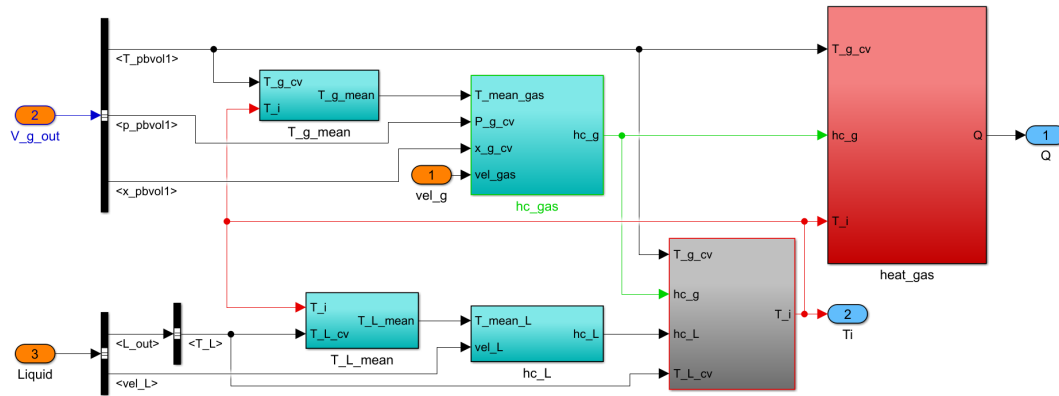 <T_pbvol1>
2
V_g_out
<p_pbvol1>
<x_pbvol1>
T_g_cv
T_i
T_g_mean
T_g_mean
T_mean_gas
P_g_cv
x_g_cv
vel_gas
hc_g
hc_gas
1
vel_g
T_g_cv
hc_g
T_i
Q
heat_gas
1
Q
3
Liquid
<L_out>
<vel_L>
<T_L>
T_i
T_L_cv
T_L_mean
T_L_mean
T_mean_L
vel_L
hc_L
hc_L
T_g_cv
hc_g
hc_L
T_L_cv
T_i
2
Ti